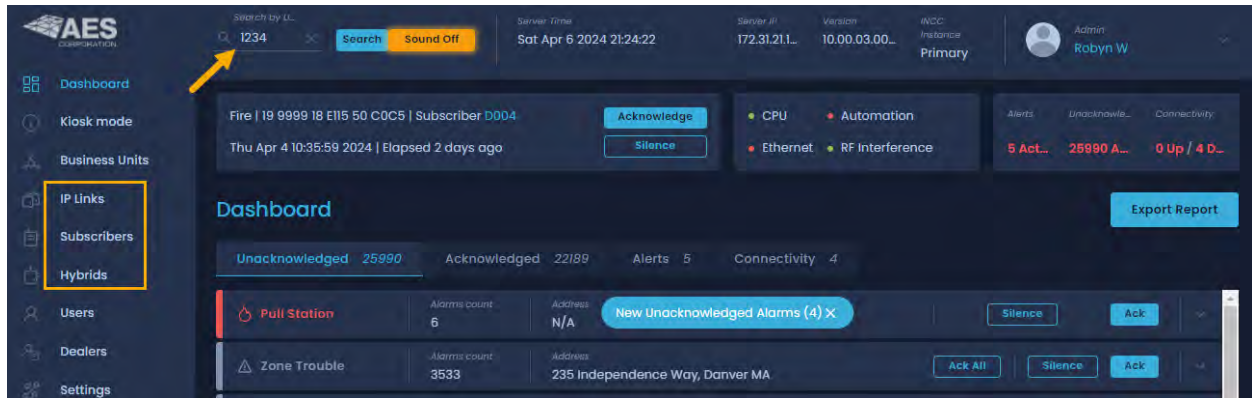 AES
CORPORATION
Search by U...
1234
Search
Sound Off
Server Time
Sat Apr 6 2024 21:24:22
Server IP
172.31.21.1...
Version
10.00.03.00...
INCC
Instance
Primary
Admin
Robyn W
Dashboard
Kiosk mode
Business Units
IP Links
Subscribers
Hybrids
Users
Dealers
Settings
Fire | 19 9999 18 E115 50 C0C5 | Subscriber D004
Thu Apr 4 10:35:59 2024 | Elapsed 2 days ago
Acknowledge
Silence
CPU
Automation
Ethernet
RF Interference
Alerts
Unacknowle...
Connectivity
5 Act...
25990 A...
0 Up / 4 D...
Dashboard
Export Report
Unacknowledged 25990
Acknowledged 22189
Alerts 5
Connectivity 4
Pull Station
Alarms count
6
Address
N/A
New Unacknowledged Alarms (4) X
Silence
Ack
Zone Trouble
Alarms count
3533
Address
235 Independence Way, Danver MA
Ack All
Silence
Ack